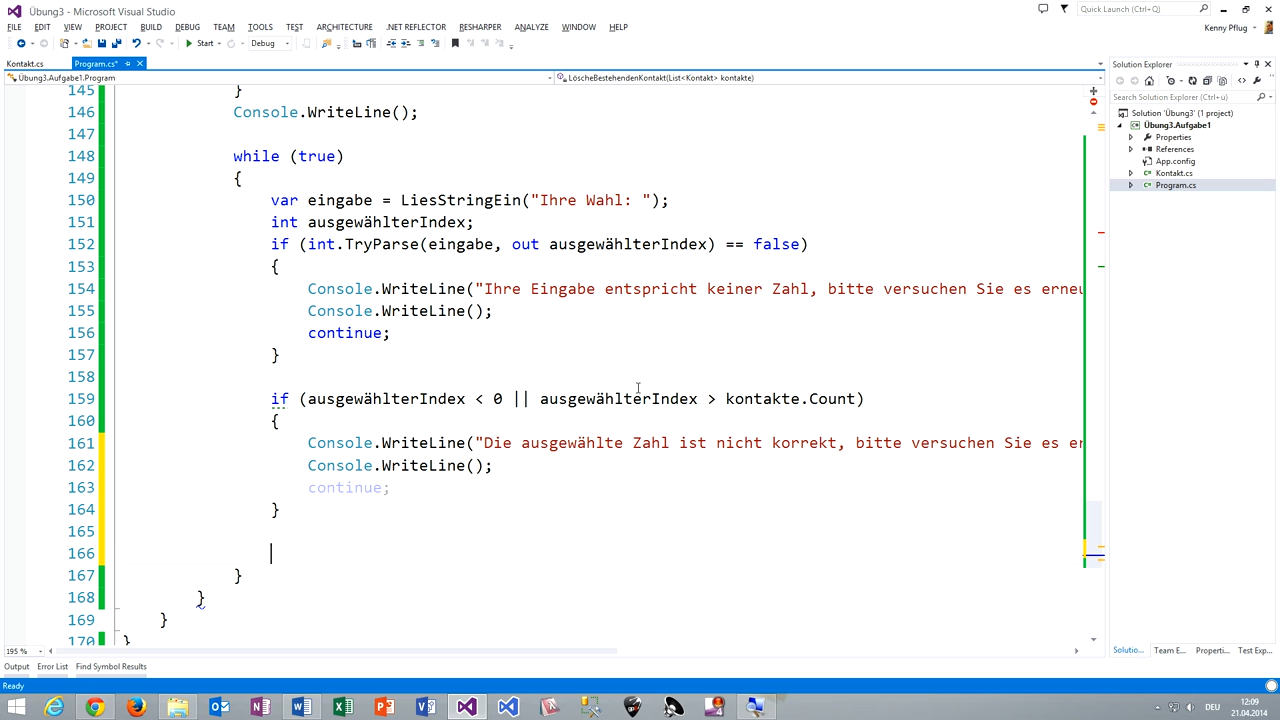 Übung3 - Microsoft Visual Studio
Quick Launch (Ctrl+Q)
FILE EDIT VIEW PROJECT BUILD DEBUG TEAM TOOLS TEST ARCHITECTURE .NET REFLECTOR RESHARPER ANALYZE WINDOW HELP
Kenny Pflug
Start Debug
Kontakt.cs Program.cs*
Übung3.Aufgabe1.Program LöscheBestehendenKontakt(List<Kontakt> kontakte)
145 }
146 Console.WriteLine();
147
148 while (true)
149 {
150 var eingabe = LiesStringEin("Ihre Wahl: ");
151 int ausgewählterIndex;
152 if (int.TryParse(eingabe, out ausgewählterIndex) == false)
153 {
154 Console.WriteLine("Ihre Eingabe entspricht keiner Zahl, bitte versuchen Sie es erneu
155 Console.WriteLine();
156 continue;
157 }
158
159 if (ausgewählterIndex < 0 || ausgewählterIndex > kontakte.Count)
160 {
161 Console.WriteLine("Die ausgewählte Zahl ist nicht korrekt, bitte versuchen Sie es er
162 Console.WriteLine();
163 continue;
164 }
165
166
167 }
168 }
169 }
170 }
195 %
Solution Explorer
Search Solution Explorer (Ctrl+ü)
Solution 'Übung3' (1 project)
Übung3.Aufgabe1
Properties
References
App.config
Kontakt.cs
Program.cs
Solutio... Team E... Properti... Test Exp...
Output Error List Find Symbol Results
Ready
DEU
12:09
21.04.2014